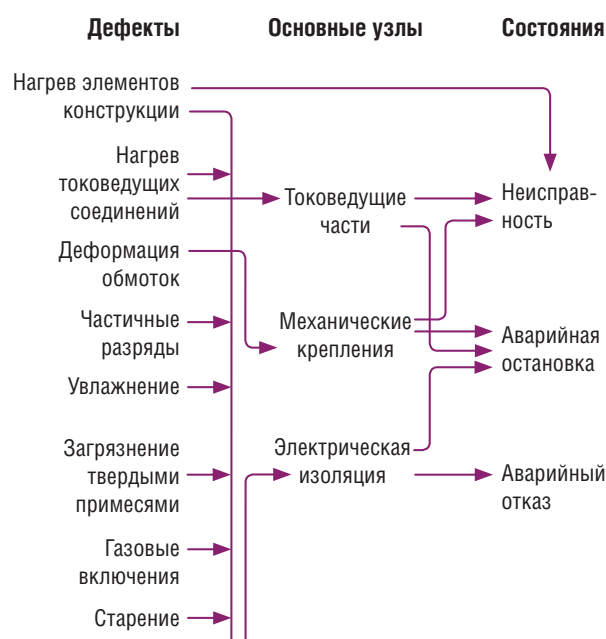 Дефекты
Основные узлы
Состояния
Нагрев элементов
конструкции
Нагрев
токоведущих
соединений
Деформация
обмоток
Частичные
разряды
Увлажнение
Загрязнение
твердыми
примесями
Газовые
включения
Старение
Токоведущие
части
Механические
крепления
Электрическая
изоляция
Неисправ-
ность
Аварийная
остановка
Аварийный
отказ